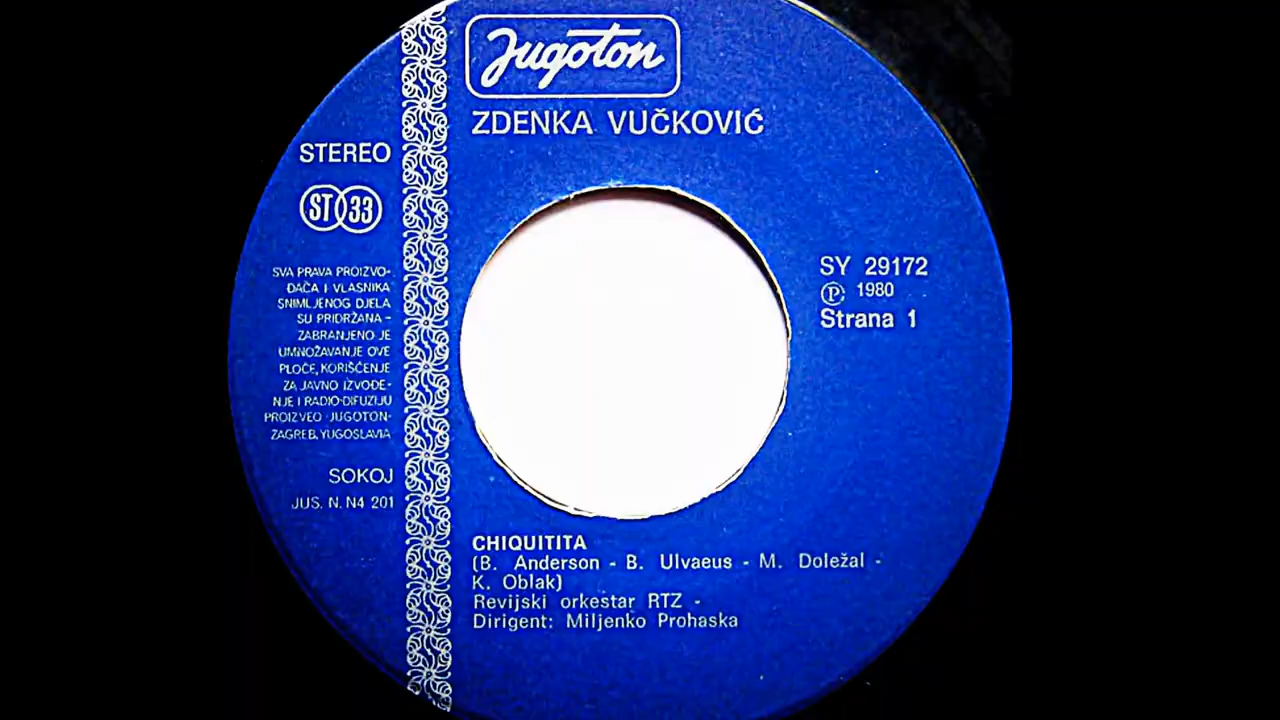 Jugoton
ZDENKA VUČKOVIĆ
STEREO
ST 33
SVA PRAVA PROIZVO-
ĐAČA I VLASNIKA
SNIMLJENOG DJELA
SU PRIDRŽANA -
ZABRANJENO JE
UMNOŽAVANJE OVE
PLOČE, KORIŠĆENJE
ZA JAVNO IZVOĐE-
NJE I RADIO-DIFUZIJU
PROIZVEO JUGOTON-
ZAGREB, YUGOSLAVIA
SOKOJ
JUS. N. N4 201
SY 29172
Ⓟ 1980
Strana 1
CHIQUITITA
(B. Anderson - B. Ulvaeus - M. Doležal -
K. Oblak)
Revijski orkestar RTZ -
Dirigent: Miljenko Prohaska